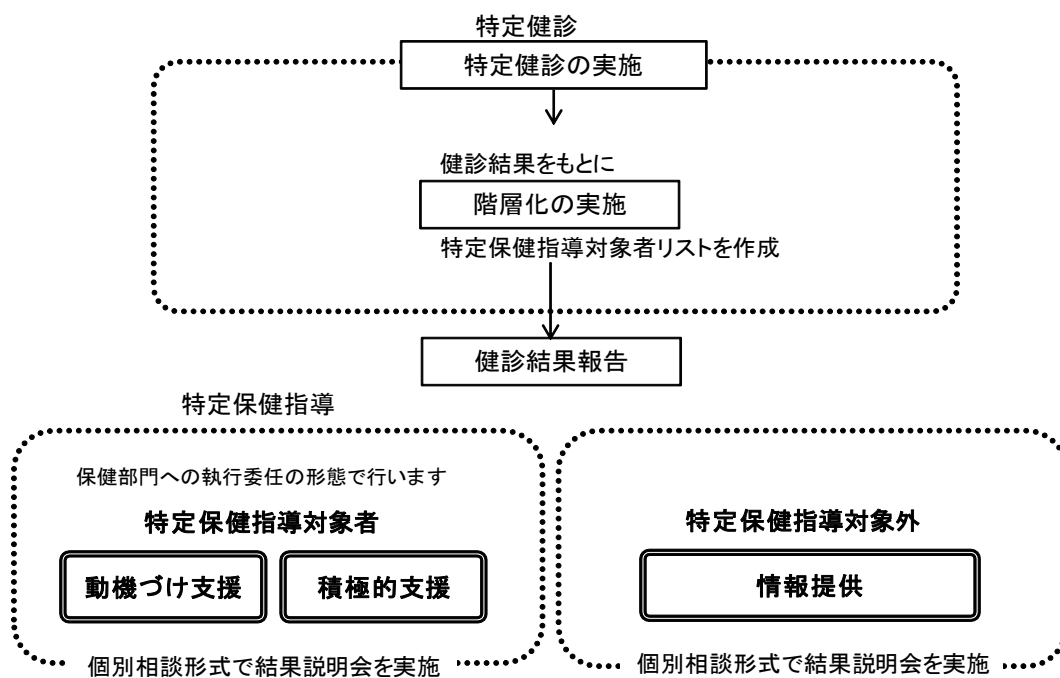 特定健診
特定健診の実施
健診結果をもとに
階層化の実施
特定保健指導対象者リストを作成
健診結果報告
特定保健指導
保健部門への執行委任の形態で行います
特定保健指導対象者
動機づけ支援
積極的支援
個別相談形式で結果説明会を実施
特定保健指導対象外
情報提供
個別相談形式で結果説明会を実施